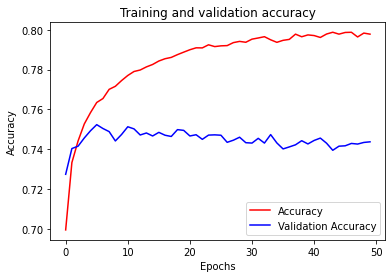 Training and validation accuracy
0.80
0.78
0.76
0.74
0.72
0.70
Accuracy
Accuracy
Validation Accuracy
0
10
20
30
40
50
Epochs